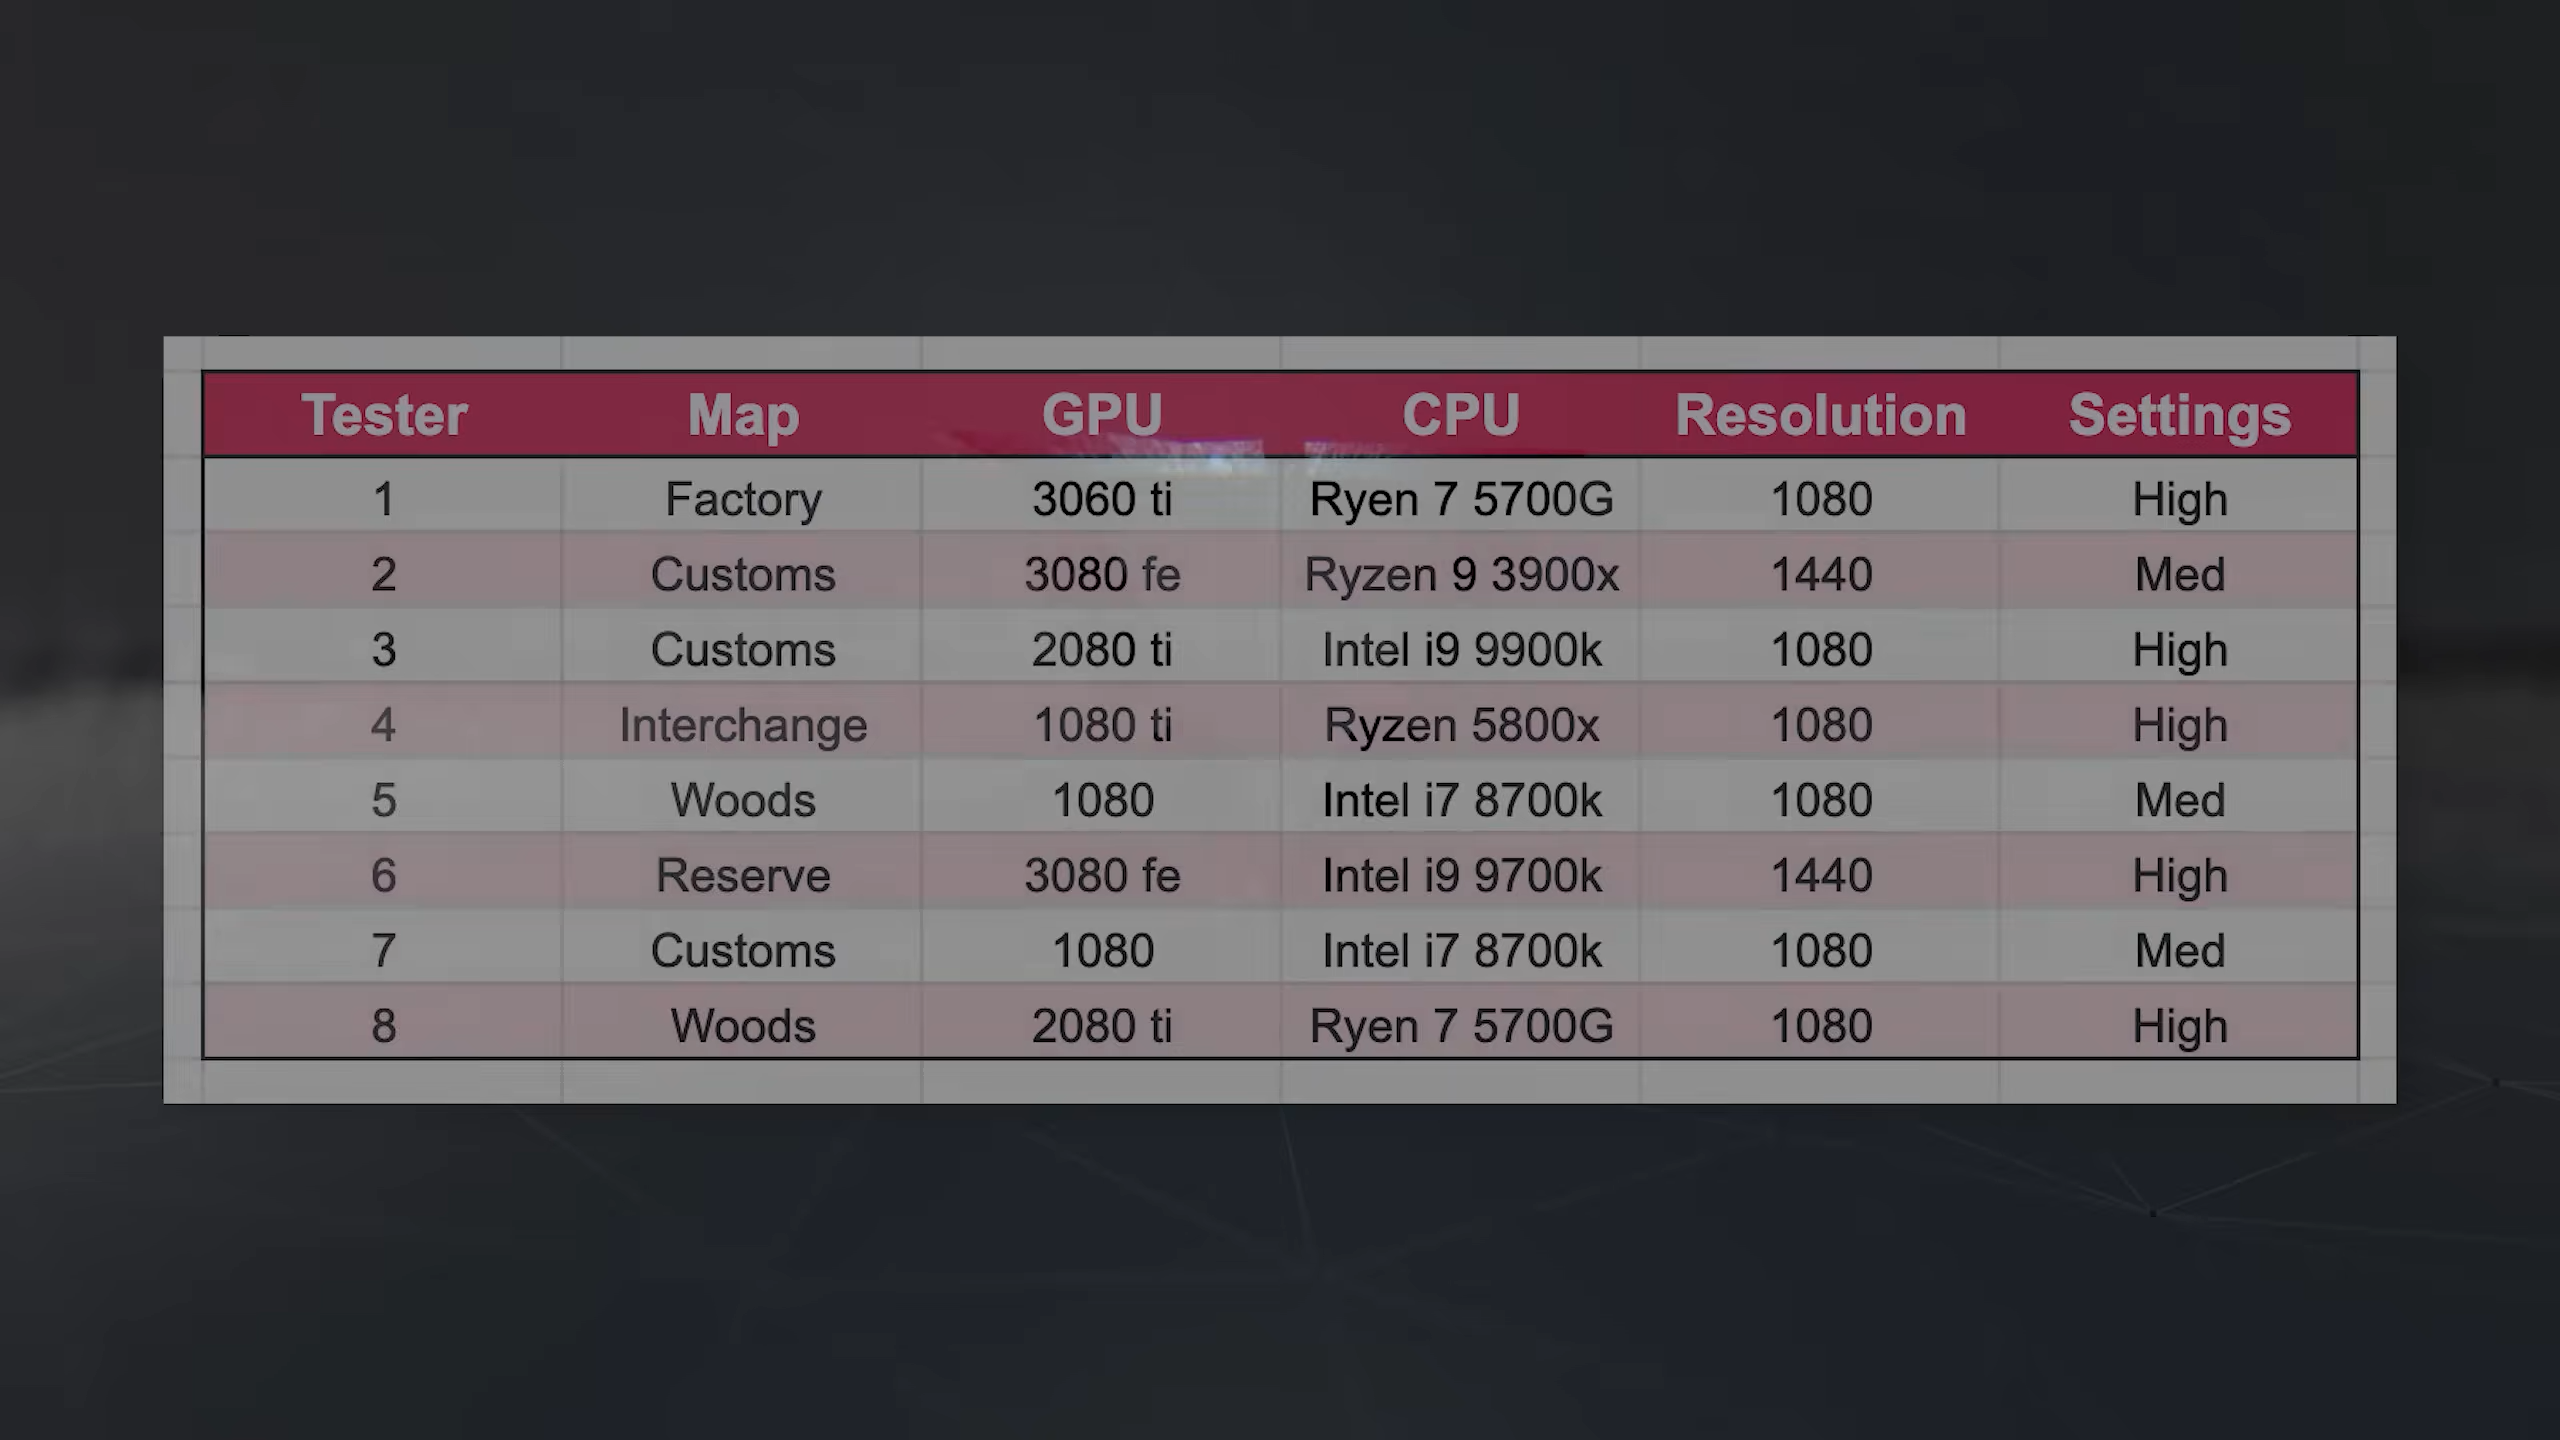 Tester Map GPU CPU Resolution Settings
1 Factory 3060 ti Ryen 7 5700G 1080 High
2 Customs 3080 fe Ryzen 9 3900x 1440 Med
3 Customs 2080 ti Intel i9 9900k 1080 High
4 Interchange 1080 ti Ryzen 5800x 1080 High
5 Woods 1080 Intel i7 8700k 1080 Med
6 Reserve 3080 fe Intel i9 9700k 1440 High
7 Customs 1080 Intel i7 8700k 1080 Med
8 Woods 2080 ti Ryen 7 5700G 1080 High